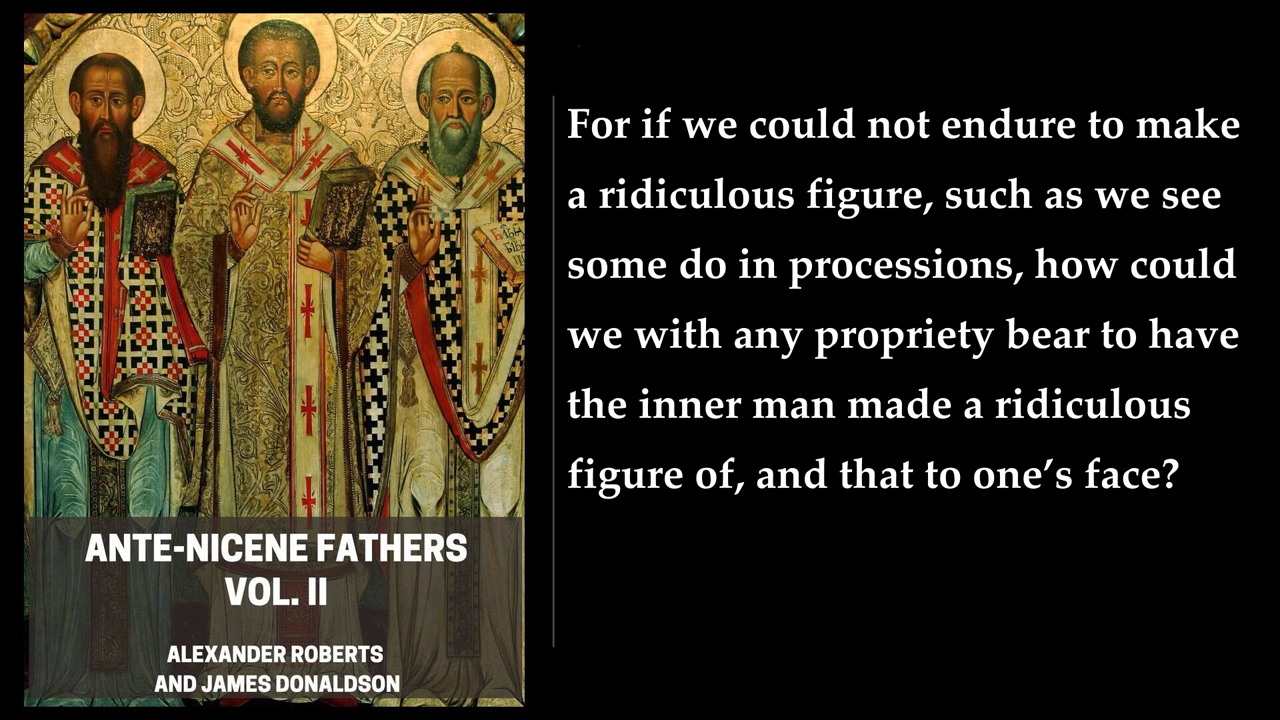 For if we could not endure to make
a ridiculous figure, such as we see
some do in processions, how could
we with any propriety bear to have
the inner man made a ridiculous
figure of, and that to one’s face?
ANTE-NICENE FATHERS
VOL. II
ALEXANDER ROBERTS
AND JAMES DONALDSON